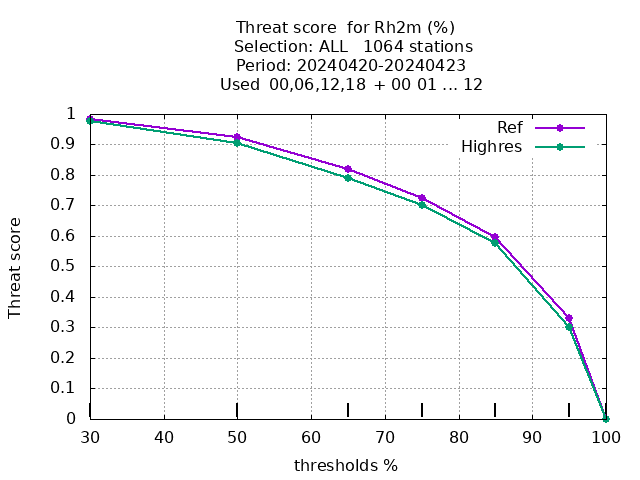 Threat score  for Rh2m (%)
Selection: ALL   1064 stations
Period: 20240420-20240423
Used  00,06,12,18  + 00 01 ... 12
Ref
Highres
1
0.9
0.8
0.7
0.6
0.5
0.4
0.3
0.2
0.1
0
Threat score
30 40 50 60 70 80 90 100
thresholds %